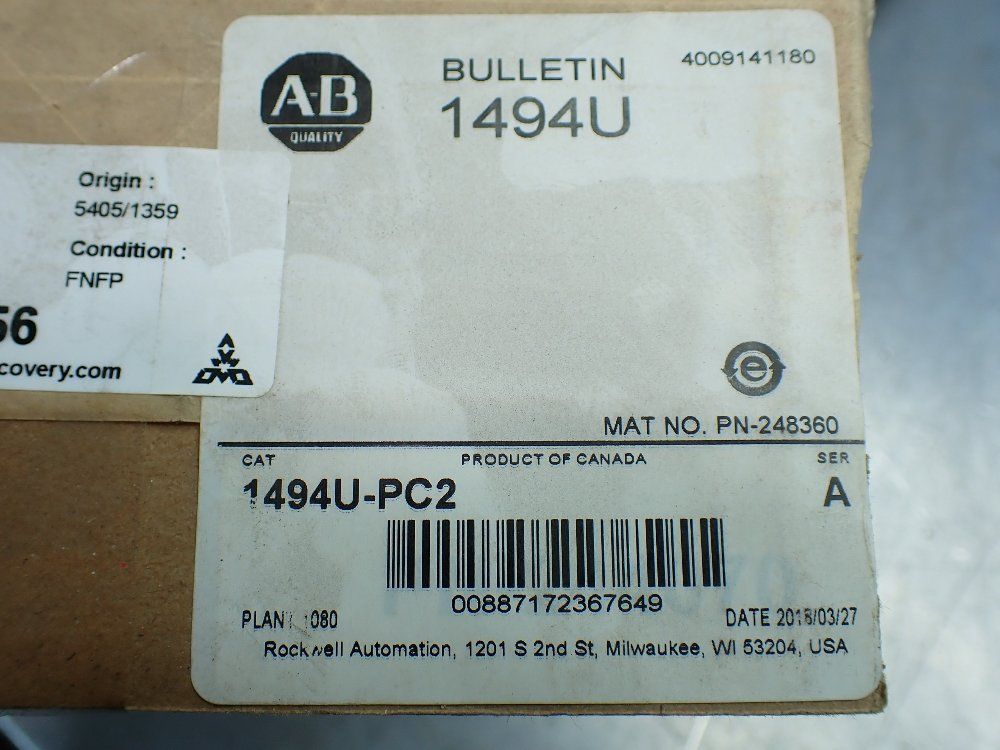 A-B
QUALITY
BULLETIN
1494U
4009141180
Origin :
5405/1359
Condition :
FNFP
56
covery.com
MAT NO. PN-248360
CAT
PRODUCT OF CANADA
SER
1494U-PC2
A
00887172367649
PLANT 1080
DATE 2018/03/27
Rockwell Automation, 1201 S 2nd St, Milwaukee, WI 53204, USA